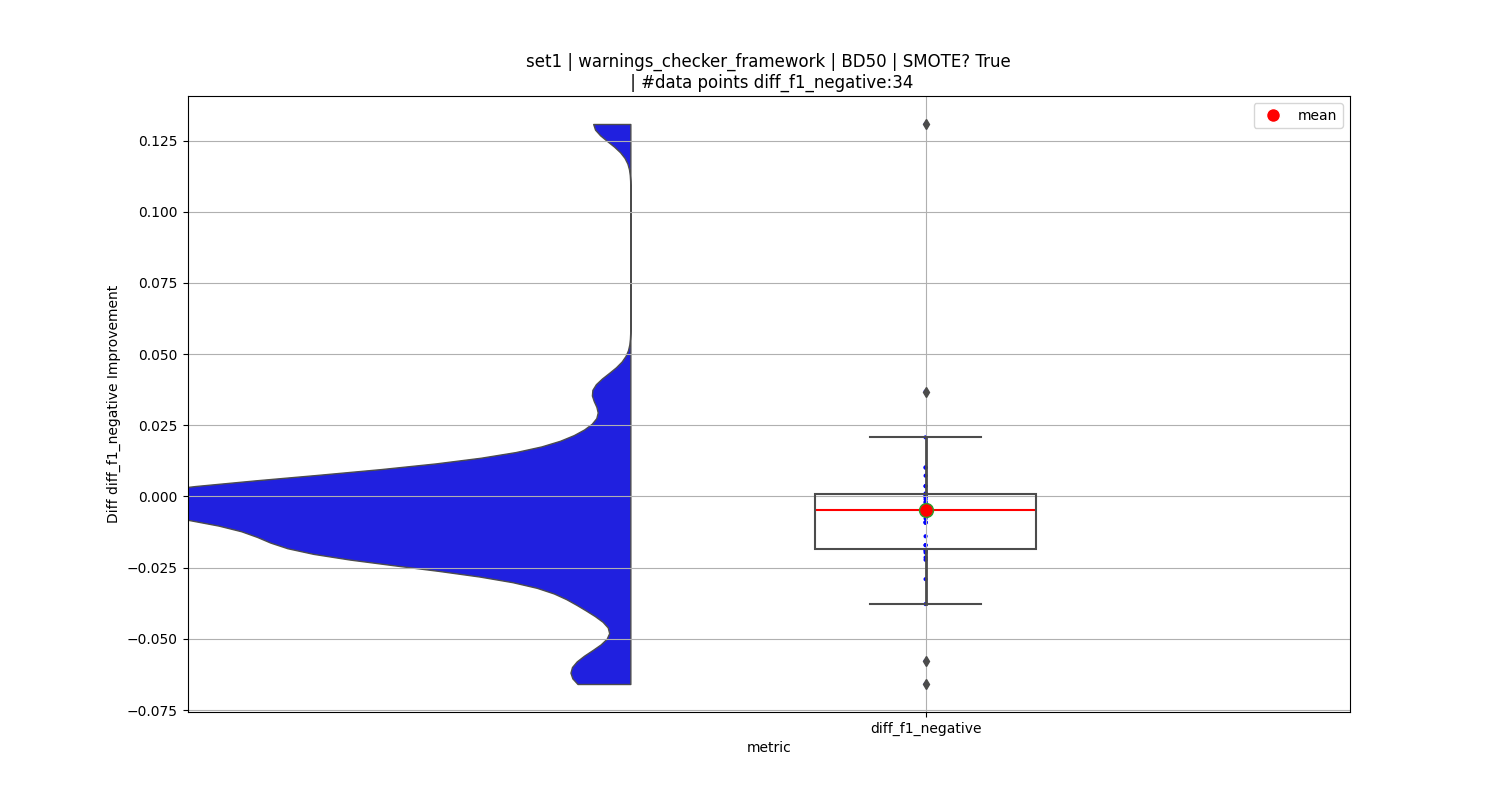 set1 | warnings_checker_framework | BD50 | SMOTE? True
| #data points diff_f1_negative:34
mean
0.125
0.100
0.075
0.050
0.025
0.000
−0.025
−0.050
−0.075
Diff diff_f1_negative Improvement
diff_f1_negative
metric